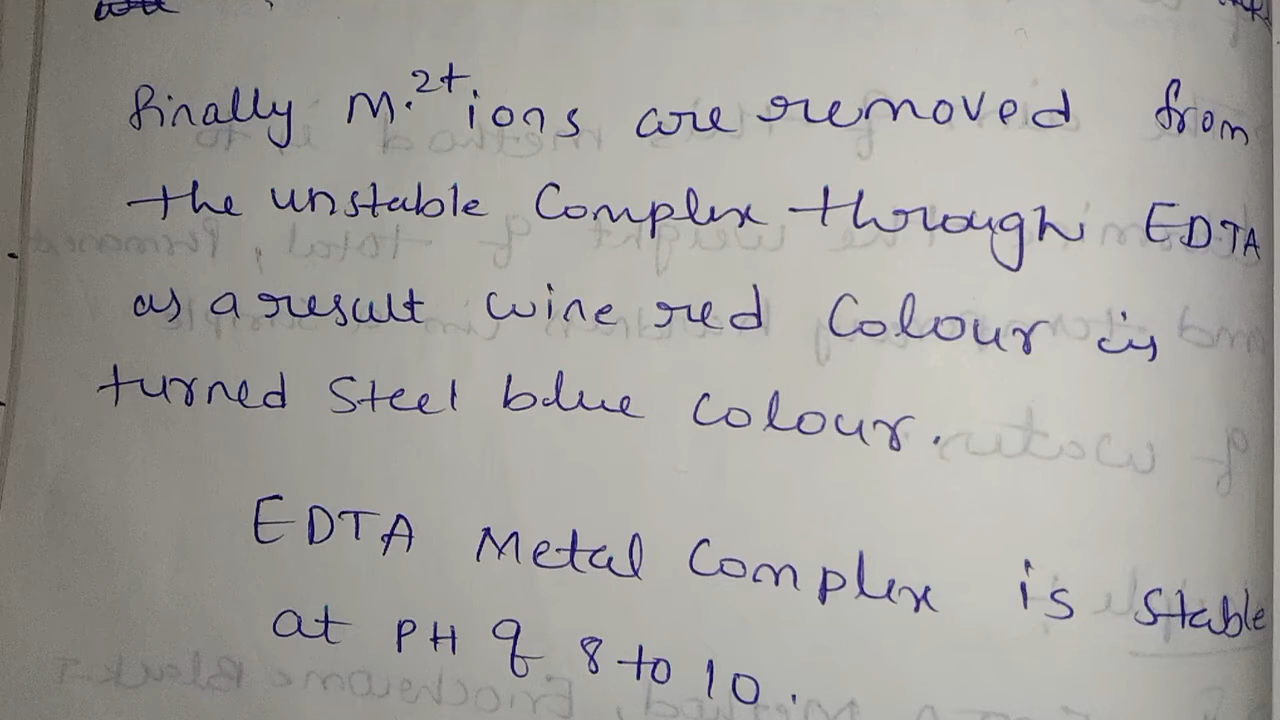 finally M.²⁺ ions are removed from
the unstable Complex through EDTA
as a result wine red Colour is
turned Steel blue colour.
EDTA Metal Complex is stable
at PH of 8 to 10.